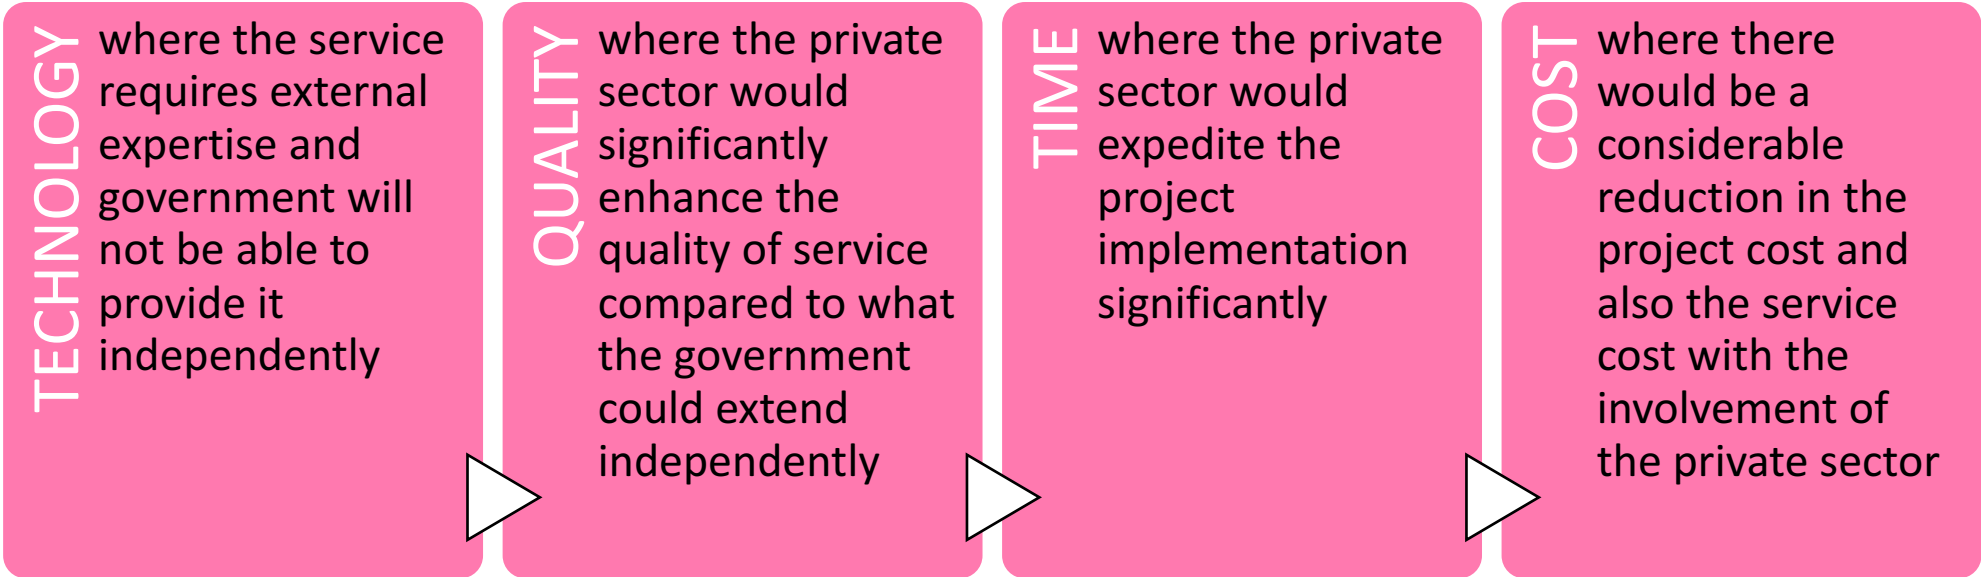 TECHNOLOGY
where the service
requires external
expertise and
government will
not be able to
provide it
independently
QUALITY
where the private
sector would
significantly
enhance the
quality of service
compared to what
the government
could extend
independently
TIME
where the private
sector would
expedite the
project
implementation
significantly
COST
where there
would be a
considerable
reduction in the
project cost and
also the service
cost with the
involvement of
the private sector